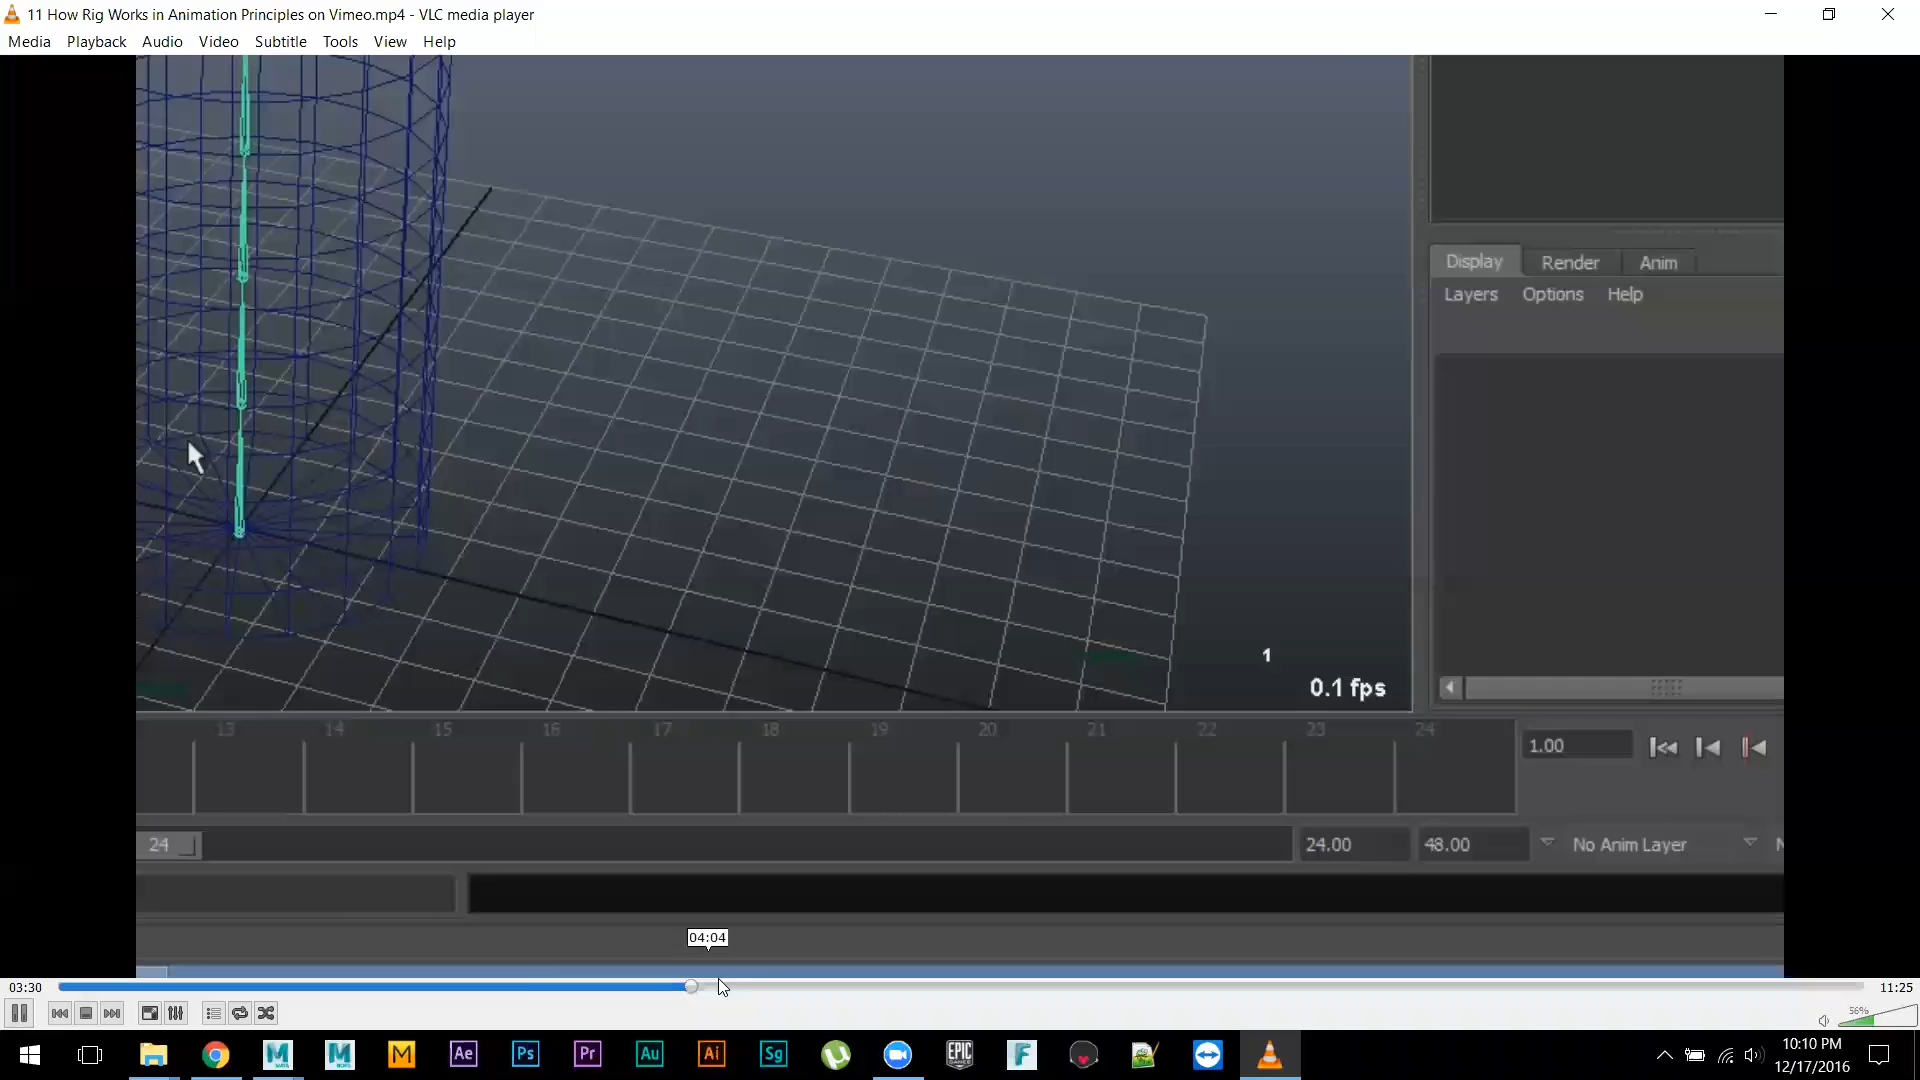 11 How Rig Works in Animation Principles on Vimeo.mp4 - VLC media player
Media Playback Audio Video Subtitle Tools View Help
Display Render Anim
Layers Options Help
1
0.1 fps
13 14 15 16 17 18 19 20 21 22 23 24
1.00
24
24.00 48.00 No Anim Layer
04:04
03:30
11:25
56%
M M M Ae Ps Pr Au Ai Sg EPIC GAMES F
10:10 PM
12/17/2016